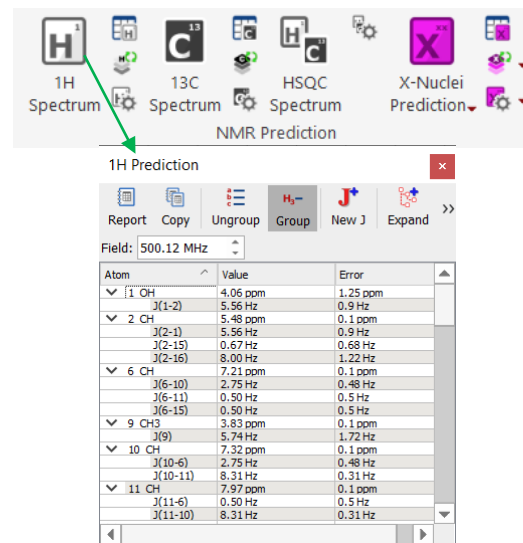 1 13
H H C C H C X xx
1H 13C HSQC X-Nuclei
Spectrum Spectrum Spectrum Prediction
NMR Prediction
1H Prediction ×
Report Copy Ungroup Group New J Expand »
Field: 500.12 MHz
Atom Value Error
1 OH 4.06 ppm 1.25 ppm
J(1-2) 5.56 Hz 0.9 Hz
2 CH 5.48 ppm 0.1 ppm
J(2-1) 5.56 Hz 0.9 Hz
J(2-15) 0.67 Hz 0.68 Hz
J(2-16) 8.00 Hz 1.22 Hz
6 CH 7.21 ppm 0.1 ppm
J(6-10) 2.75 Hz 0.48 Hz
J(6-11) 0.50 Hz 0.5 Hz
J(6-15) 0.50 Hz 0.5 Hz
9 CH3 3.83 ppm 0.1 ppm
J(9) 5.74 Hz 1.72 Hz
10 CH 7.32 ppm 0.1 ppm
J(10-6) 2.75 Hz 0.48 Hz
J(10-11) 8.31 Hz 0.31 Hz
11 CH 7.97 ppm 0.1 ppm
J(11-6) 0.50 Hz 0.5 Hz
J(11-10) 8.31 Hz 0.31 Hz